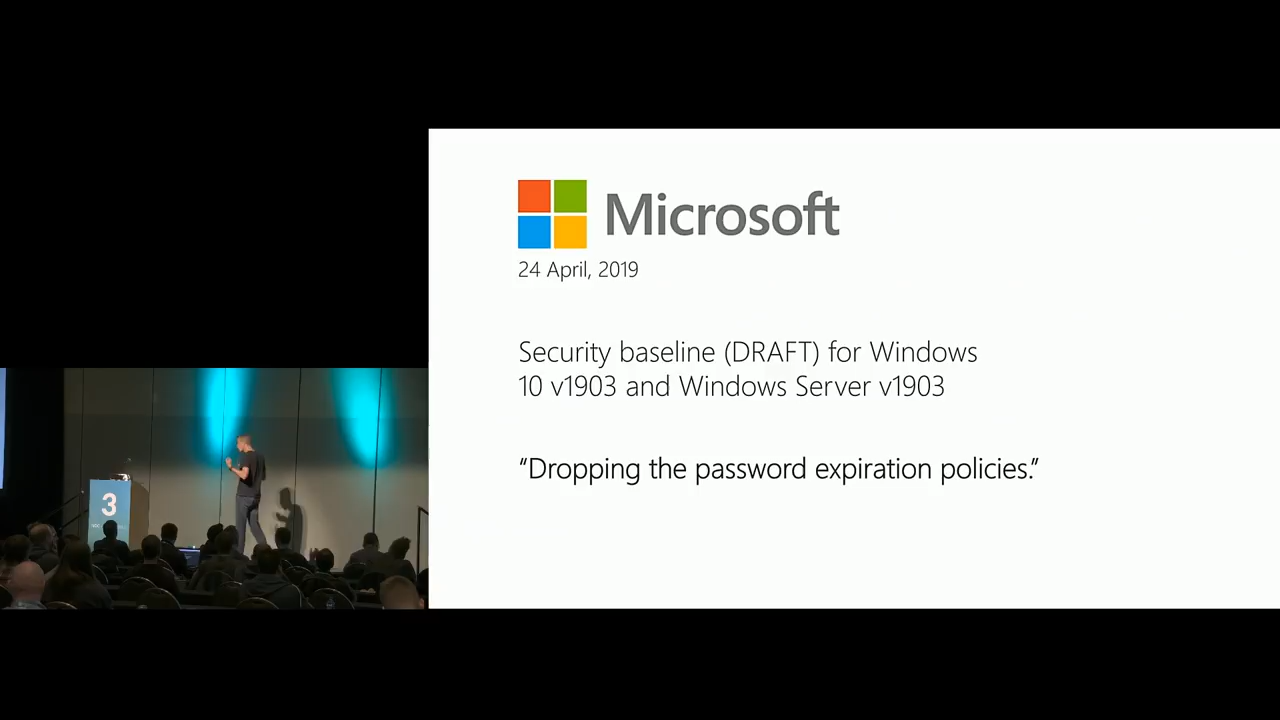 Microsoft
24 April, 2019
Security baseline (DRAFT) for Windows
10 v1903 and Windows Server v1903
“Dropping the password expiration policies.”
3